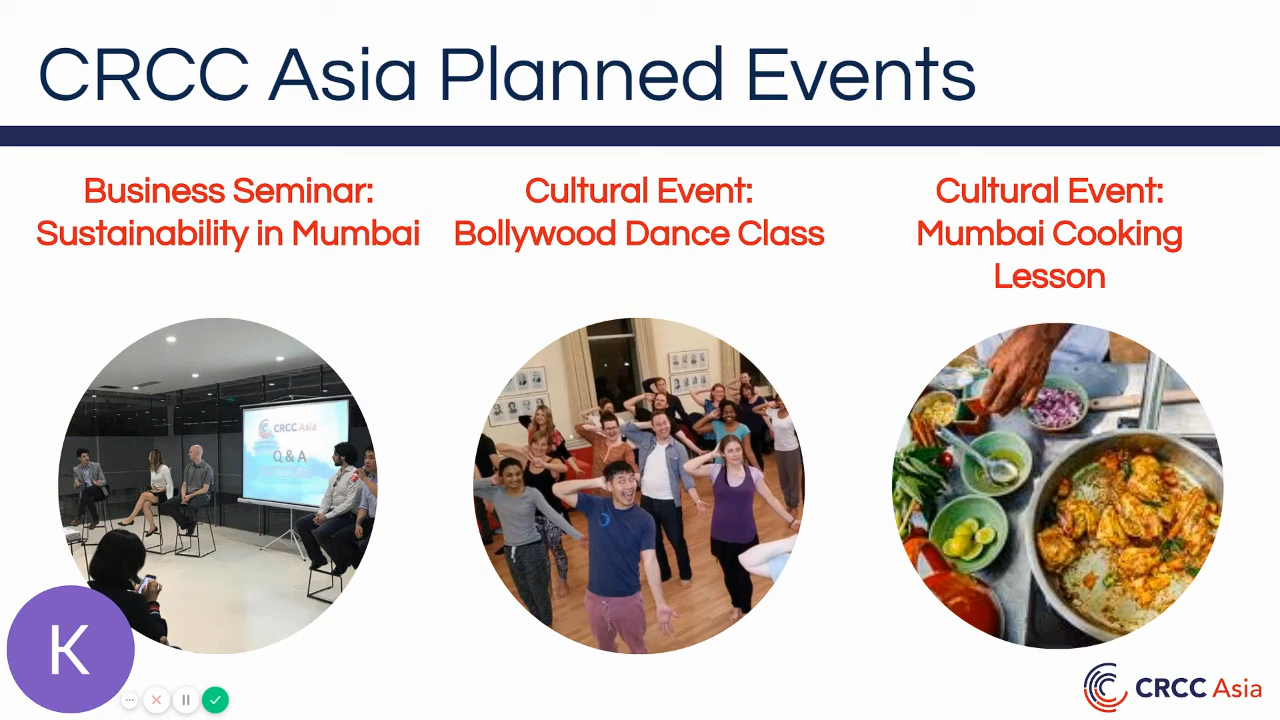 CRCC Asia Planned Events
Business Seminar:
Sustainability in Mumbai
Cultural Event:
Bollywood Dance Class
Cultural Event:
Mumbai Cooking
Lesson
CRCC Asia
Q & A
K
CRCC Asia